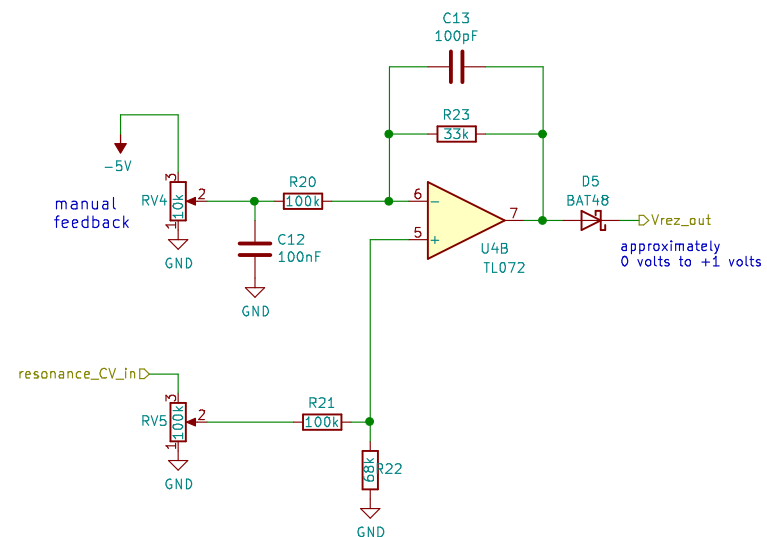 C13
100pF
R23
33k
-5V
3
RV4
10k
2
1
manual
feedback
GND
R20
100k
C12
100nF
GND
6
-
5
+
7
U4B
TL072
D5
BAT48
Vrez_out
approximately
0 volts to +1 volts
resonance_CV_in
3
RV5
100k
2
1
GND
R21
100k
68k
R22
GND